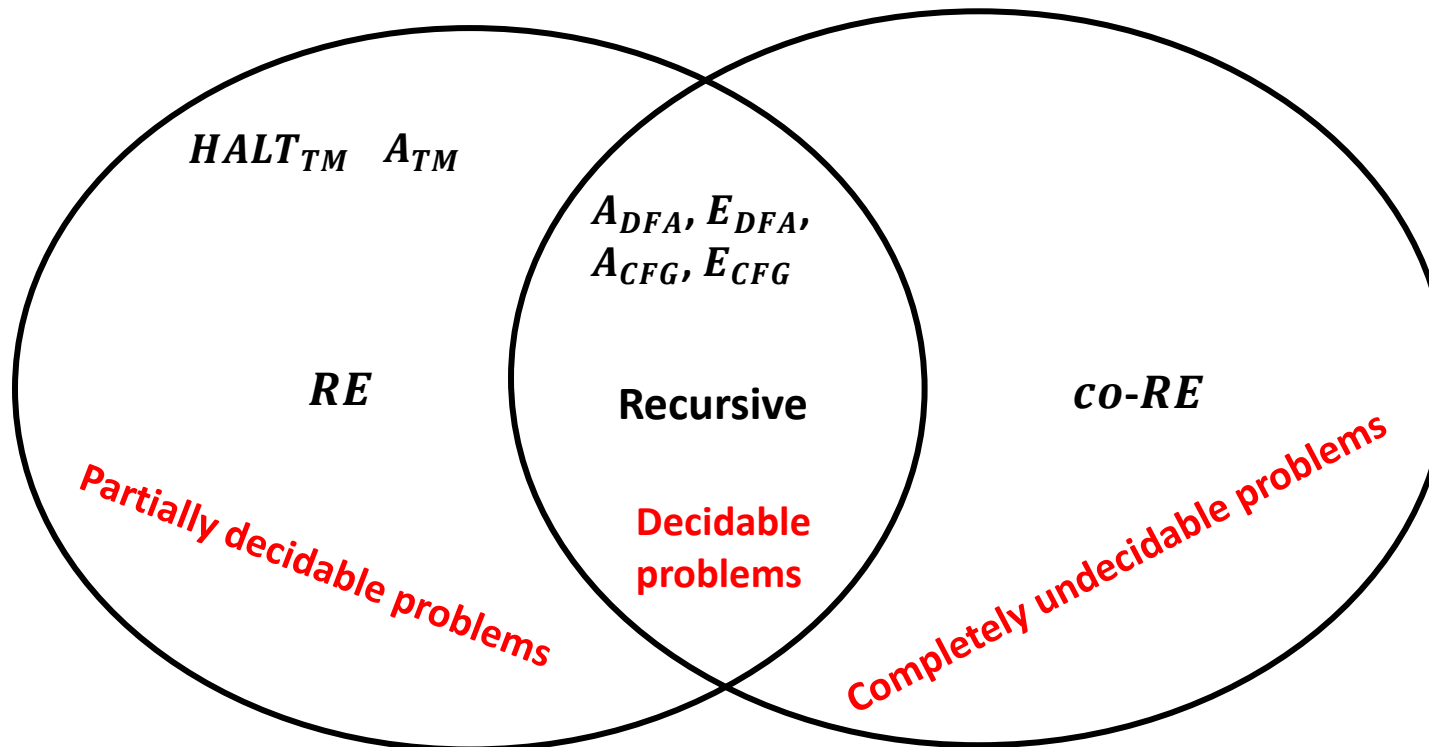 HALT_TM A_TM
A_DFA, E_DFA,
A_CFG, E_CFG
RE
Recursive
co-RE
Partially decidable problems
Decidable
problems
Completely undecidable problems